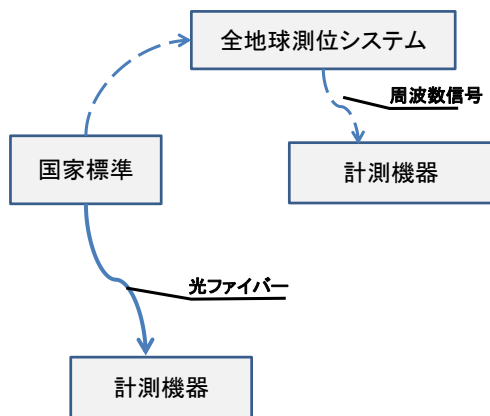 全地球測位システム
周波数信号
国家標準
計測機器
光ファイバー
計測機器